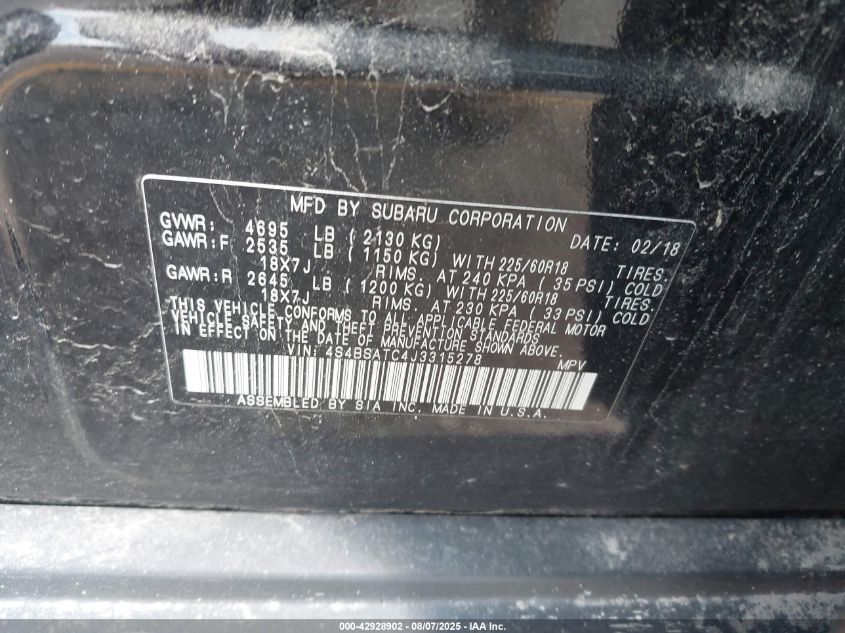 MFD BY SUBARU CORPORATION
GVWR: 4695 LB (2130 KG) DATE: 02/18
GAWR:F 2535 LB (1150 KG) WITH 225/60R18 TIRES,
18X7J RIMS, AT 240 KPA (35 PSI) COLD
GAWR:R 2645 LB (1200 KG) WITH 225/60R18 TIRES,
18X7J RIMS, AT 230 KPA (33 PSI) COLD
THIS VEHICLE CONFORMS TO ALL APPLICABLE FEDERAL MOTOR
VEHICLE SAFETY AND THEFT PREVENTION STANDARDS
IN EFFECT ON THE DATE OF MANUFACTURE SHOWN ABOVE.
VIN: 4S4BSATC4J3315278 MPV
ASSEMBLED BY SIA INC. MADE IN U.S.A.
000-42928902 - 08/07/2025 - IAA Inc.